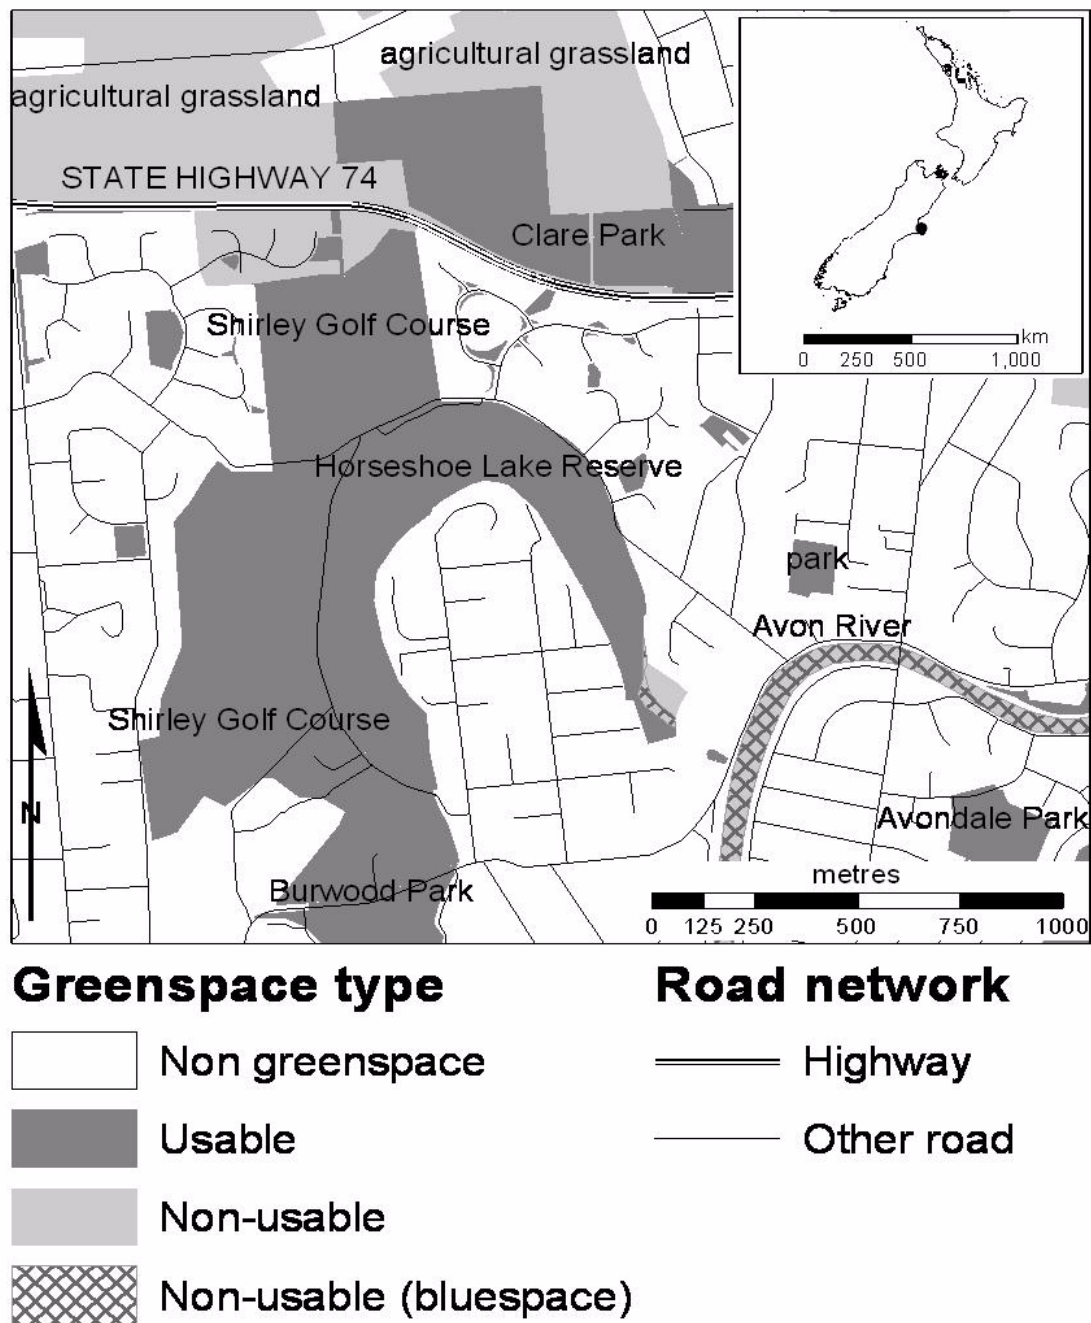 agricultural grassland
agricultural grassland
STATE HIGHWAY 74
Clare Park
km
0 250 500 1,000
Shirley Golf Course
Horseshoe Lake Reserve
park
Avon River
Shirley Golf Course
N
Avondale Park
Burwood Park
metres
0 125 250 500 750 1000
Greenspace type
Non greenspace
Usable
Non-usable
Non-usable (bluespace)
Road network
Highway
Other road